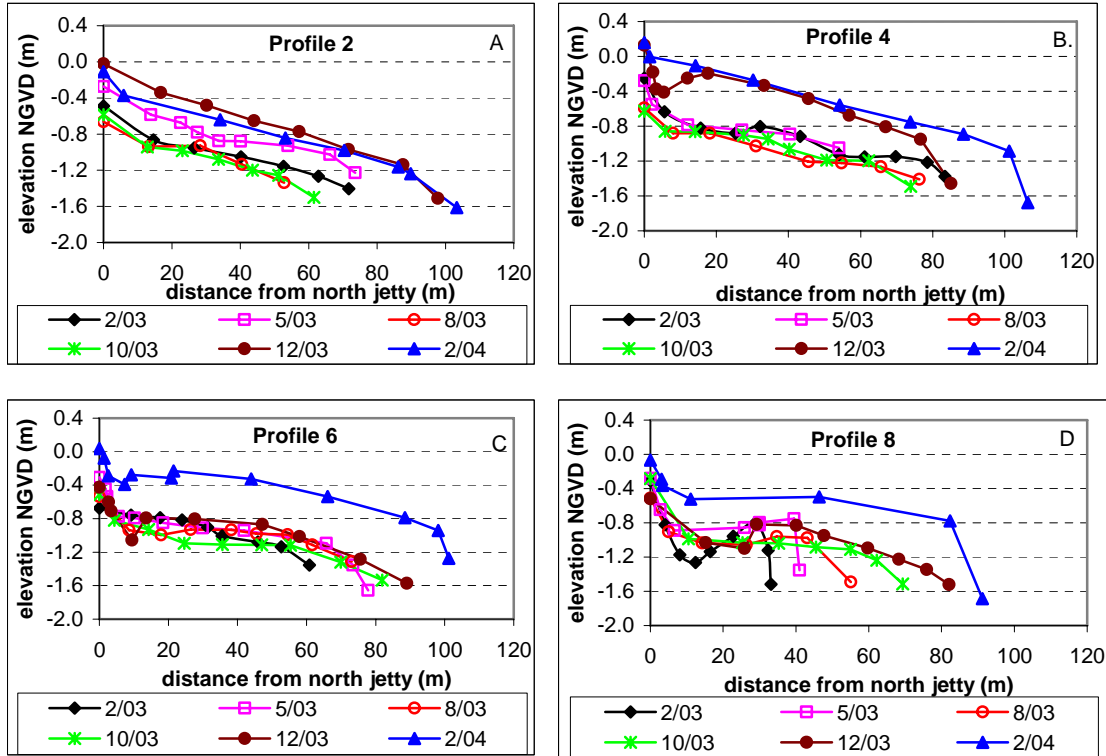 Profile 2
A
elevation NGVD (m)
0.4
0.0
-0.4
-0.8
-1.2
-1.6
-2.0
0 20 40 60 80 100 120
distance from north jetty (m)
2/03 5/03 8/03
10/03 12/03 2/04
Profile 4
B.
elevation NGVD (m)
0.4
0.0
-0.4
-0.8
-1.2
-1.6
-2.0
0 20 40 60 80 100 120
distance from north jetty (m)
2/03 5/03 8/03
10/03 12/03 2/04
Profile 6
C
elevation NGVD (m)
0.4
0.0
-0.4
-0.8
-1.2
-1.6
-2.0
0 20 40 60 80 100 120
distance from north jetty (m)
2/03 5/03 8/03
10/03 12/03 2/04
Profile 8
D
elevation NGVD (m)
0.4
0.0
-0.4
-0.8
-1.2
-1.6
-2.0
0 20 40 60 80 100 120
distance from north jetty (m)
2/03 5/03 8/03
10/03 12/03 2/04